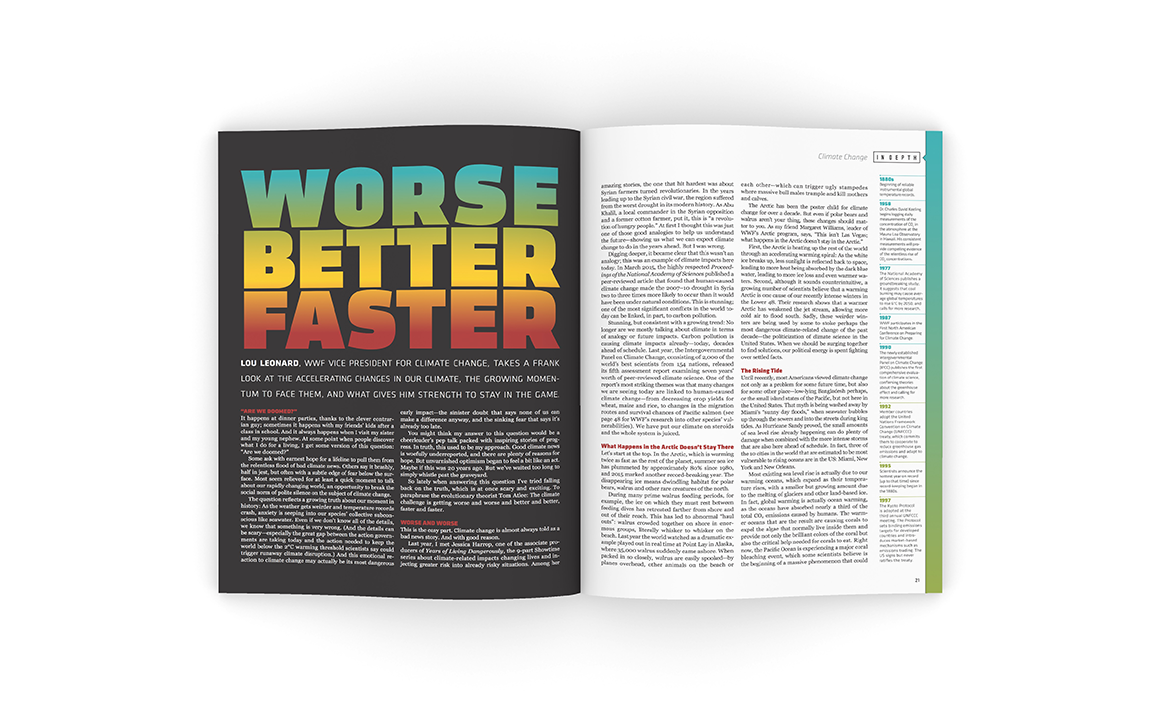 WORSE
BETTER
FASTER
LOU LEONARD, WWF VICE PRESIDENT FOR CLIMATE CHANGE, TAKES A FRANK
LOOK AT THE ACCELERATING CHANGES IN OUR CLIMATE, THE GROWING MOMEN-
TUM TO FACE THEM, AND WHAT GIVES HIM STRENGTH TO STAY IN THE GAME.
"ARE WE DOOMED?"
It happens at dinner parties, thanks to the clever contrar-
ian guy; sometimes it happens with my friends' kids after a
class in school. And it always happens when I visit my sister
and my young nephew. At some point when people discover
what I do for a living, I get some version of this question:
"Are we doomed?"
Some ask with earnest hope for a lifeline to pull them from
the relentless flood of bad climate news. Others say it brashly,
half in jest, but often with a subtle edge of fear below the sur-
face. Most seem relieved for at least a quick moment to talk
about our rapidly changing world, an opportunity to break the
social norm of polite silence on the subject of climate change.
The question reflects a growing truth about our moment in
history: As the weather gets weirder and temperature records
crash, anxiety is seeping into our species' collective subcon-
scious like seawater. Even if we don't know all of the details,
we know that something is very wrong. (And the details can
be scary—especially the great gap between the action govern-
ments are taking today and the action needed to keep the
world below the 2°C warming threshold scientists say could
trigger runaway climate disruption.) And this emotional re-
action to climate change may actually be its most dangerous
early impact—the sinister doubt that says none of us can
make a difference anyway, and the sinking fear that says it's
already too late.
You might think my answer to this question would be a
cheerleader's pep talk packed with inspiring stories of prog-
ress. In truth, this used to be my approach. Good climate news
is woefully underreported, and there are plenty of reasons for
hope. But unvarnished optimism began to feel a bit like an act.
Maybe if this was 20 years ago. But we've waited too long to
simply whistle past the graveyard.
So lately when answering this question I've tried falling
back on the truth, which is at once scary and exciting. To
paraphrase the evolutionary theorist Tom Atlee: The climate
challenge is getting worse and worse and better and better,
faster and faster.
WORSE AND WORSE
This is the easy part. Climate change is almost always told as a
bad news story. And with good reason.
Last year, I met Jessica Harrop, one of the associate pro-
ducers of Years of Living Dangerously, the 9-part Showtime
series about climate-related impacts changing lives and in-
jecting greater risk into already risky situations. Among her
Climate Change IN DEPTH
amazing stories, the one that hit hardest was about
Syrian farmers turned revolutionaries. In the years
leading up to the Syrian civil war, the region suffered
from the worst drought in its modern history. As Abu
Khalil, a local commander in the Syrian opposition
and a former cotton farmer, put it, this is "a revolu-
tion of hungry people." At first I thought this was just
one of those good analogies to help us understand
the future—showing us what we can expect climate
change to do in the years ahead. But I was wrong.
Digging deeper, it became clear that this wasn't an
analogy; this was an example of climate impacts here
today. In March 2015, the highly respected Proceed-
ings of the National Academy of Sciences published a
peer-reviewed article that found that human-caused
climate change made the 2007–10 drought in Syria
two to three times more likely to occur than it would
have been under natural conditions. This is stunning;
one of the most significant conflicts in the world to-
day can be linked, in part, to carbon pollution.
Stunning, but consistent with a growing trend: No
longer are we mostly talking about climate in terms
of analogy or future impacts. Carbon pollution is
causing climate impacts already—today, decades
ahead of schedule. Last year, the Intergovernmental
Panel on Climate Change, consisting of 2,000 of the
world's best scientists from 154 nations, released
its fifth assessment report examining seven years'
worth of peer-reviewed climate science. One of the
report's most striking themes was that many changes
we are seeing today are linked to human-caused
climate change—from decreasing crop yields for
wheat, maize and rice, to changes in the migration
routes and survival chances of Pacific salmon (see
page 48 for WWF's research into other species' vul-
nerabilities). We have put our climate on steroids
and the whole system is juiced.
What Happens in the Arctic Doesn't Stay There
Let's start at the top. In the Arctic, which is warming
twice as fast as the rest of the planet, summer sea ice
has plummeted by approximately 80% since 1980,
and 2015 marked another record-breaking year. The
disappearing ice means dwindling habitat for polar
bears, walrus and other rare creatures of the north.
During many prime walrus feeding periods, for
example, the ice on which they must rest between
feeding dives has retreated farther from shore and
out of their reach. This has led to abnormal "haul
outs": walrus crowded together on shore in enor-
mous groups, literally whisker to whisker on the
beach. Last year the world watched as a dramatic ex-
ample played out in real time at Point Lay in Alaska,
where 35,000 walrus suddenly came ashore. When
packed in so closely, walrus are easily spooked—by
planes overhead, other animals on the beach or
each other—which can trigger ugly stampedes
where massive bull males trample and kill mothers
and calves.
The Arctic has been the poster child for climate
change for over a decade. But even if polar bears and
walrus aren't your thing, these changes should mat-
ter to you. As my friend Margaret Williams, leader of
WWF's Arctic program, says, "This isn't Las Vegas;
what happens in the Arctic doesn't stay in the Arctic."
First, the Arctic is heating up the rest of the world
through an accelerating warming spiral: As the white
ice breaks up, less sunlight is reflected back to space,
leading to more heat being absorbed by the dark blue
water, leading to more ice loss and even warmer wa-
ters. Second, although it sounds counterintuitive, a
growing number of scientists believe that a warming
Arctic is one cause of our recently intense winters in
the Lower 48. Their research shows that a warmer
Arctic has weakened the jet stream, allowing more
cold air to flood south. Sadly, these weirder win-
ters are being used by some to stoke perhaps the
most dangerous climate-related change of the past
decade—the politicization of climate science in the
United States. When we should be surging together
to find solutions, our political energy is spent fighting
over settled facts.
The Rising Tide
Until recently, most Americans viewed climate change
not only as a problem for some future time, but also
for some other place—low-lying Bangladesh perhaps,
or the small island states of the Pacific, but not here in
the United States. That myth is being washed away by
Miami's "sunny day floods," when seawater bubbles
up through the sewers and into the streets during king
tides. As Hurricane Sandy proved, the small amounts
of sea level rise already happening can do plenty of
damage when combined with the more intense storms
that are also here ahead of schedule. In fact, three of
the 10 cities in the world that are estimated to be most
vulnerable to rising oceans are in the US: Miami, New
York and New Orleans.
Most existing sea level rise is actually due to our
warming oceans, which expand as their tempera-
ture rises, with a smaller but growing amount due
to the melting of glaciers and other land-based ice.
In fact, global warming is actually ocean warming,
as the oceans have absorbed nearly a third of the
total CO₂ emissions caused by humans. The warm-
er oceans that are the result are causing corals to
expel the algae that normally live inside them and
provide not only the brilliant colors of the coral but
also the critical help needed for corals to eat. Right
now, the Pacific Ocean is experiencing a major coral
bleaching event, which some scientists believe is
the beginning of a massive phenomenon that could
1880s
Beginning of reliable
instrumental global
temperature records.
1958
Dr. Charles David Keeling
begins logging daily
measurements of the
concentration of CO₂ in
the atmosphere at the
Mauna Loa Observatory
in Hawaii. His consistent
measurements will pro-
vide compelling evidence
of the relentless rise of
CO₂ concentrations.
1977
The National Academy
of Sciences publishes a
groundbreaking study.
1987
WWF participates in the
First North American
Conference on Preparing
for Climate Change.
1990
The newly established
Intergovernmental
Panel on Climate Change
(IPCC) publishes the first
comprehensive evalua-
tion of climate science,
confirming theories
about the greenhouse
effect and calling for
more research.
1992
Member countries
adopt the United
Nations Framework
Convention on Climate
Change (UNFCCC)
treaty, which commits
them to cooperate to
reduce greenhouse gas
emissions and adapt to
climate change.
1995
1997
The Kyoto Protocol
is adopted at the
third annual UNFCCC
meeting. The Protocol
sets binding emissions
targets for developed
countries
21